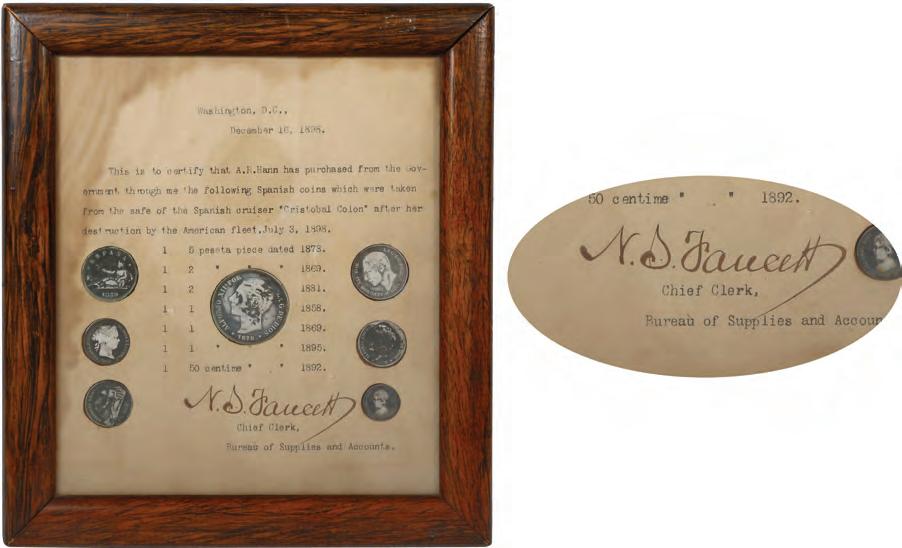 Washington, D.C.,
December 16, 1898.
This is to certify that A.R.Hann has purchased from the Gov-
ernment through me the following Spanish coins which were taken
from the safe of the Spanish cruiser "Cristobal Colon" after her
destruction by the American fleet,July 3, 1898.
1 5 peseta piece dated 1873.
1 2 " " " 1869.
1 2 " " 1881.
1 1 " 1858.
1 1 " 1869.
1 1 " 1895.
1 50 centime " " 1892.
N.S.Faucett
Chief Clerk,
Bureau of Supplies and Accounts.
ESPAÑA
1869
50 centime " " 1892.
N.S.Faucett
Chief Clerk,
Bureau of Supplies and Accoun